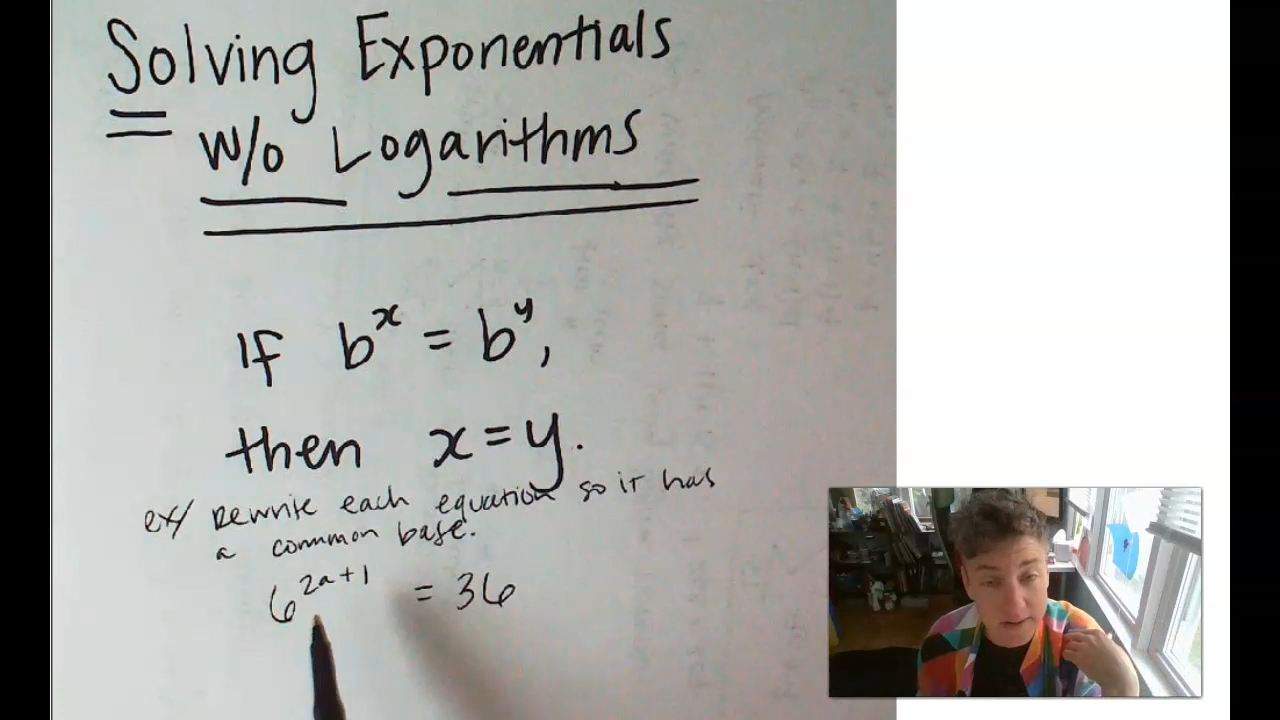 Solving Exponentials
w/o Logarithms
If b^x = b^y,
then x=y.
ex/ Rewrite each equation so it has
a common base.
6^{2a+1} = 36